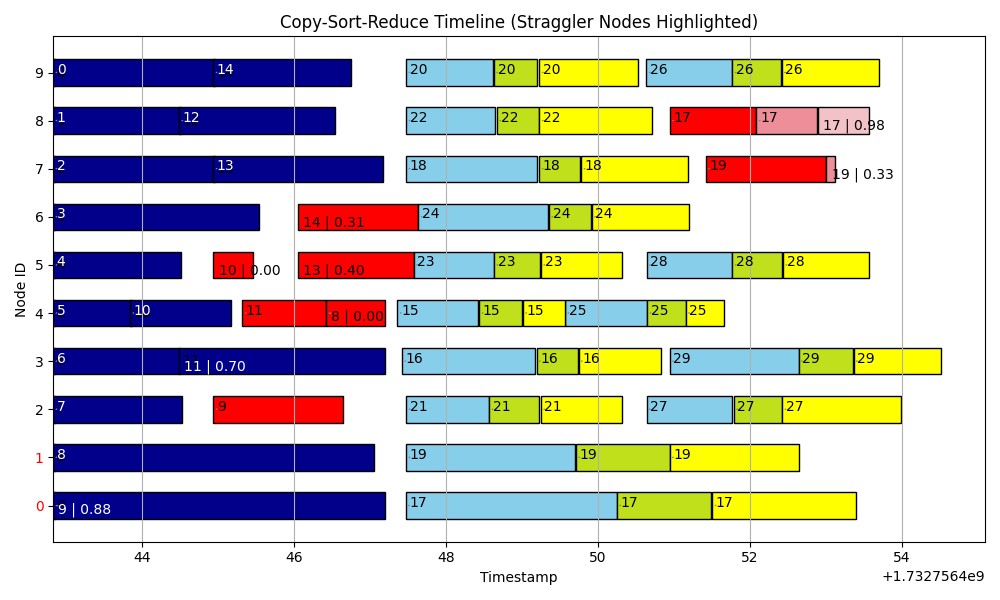 Copy-Sort-Reduce Timeline (Straggler Nodes Highlighted)
Node ID
9
0 14 20 20 20 26 26 26
8
1 12 22 22 22 17 17 17 | 0.98
7
2 13 18 18 18 19 19 | 0.33
6
3 14 | 0.31 24 24 24
5
4 10 | 0.00 13 | 0.40 23 23 23 28 28 28
4
5 10 11 8 | 0.00 15 15 15 25 25 25
3
6 11 | 0.70 16 16 16 29 29 29
2
7 9 21 21 21 27 27 27
1
8 19 19 19
0
9 | 0.88 17 17 17
44 46 48 50 52 54
Timestamp
+1.7327564e9